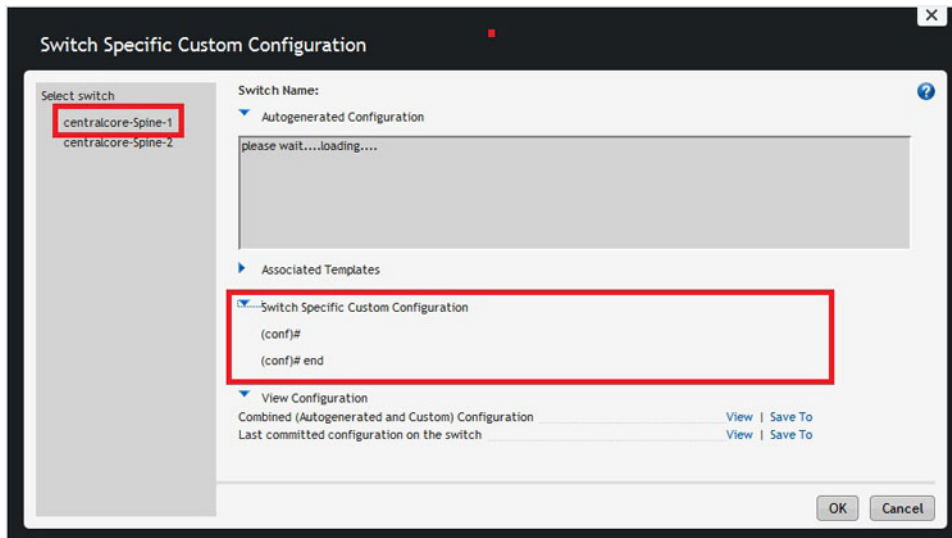 Switch Specific Custom Configuration
Select switch
centralcore-Spine-1
centralcore-Spine-2
Switch Name:
Autogenerated Configuration
please wait....loading....
Associated Templates
Switch Specific Custom Configuration
(conf)#
(conf)# end
View Configuration
Combined (Autogenerated and Custom) Configuration View | Save To
Last committed configuration on the switch View | Save To
OK Cancel